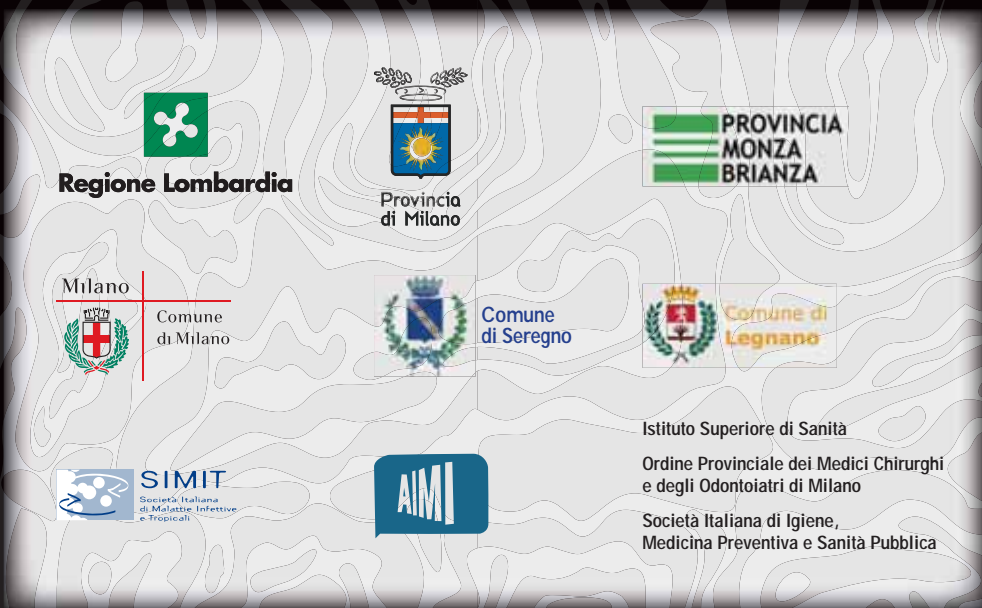 Regione Lombardia
Provincia
di Milano
PROVINCIA
MONZA
BRIANZA
Milano
Comune
di Milano
Comune
di Seregno
Comune di
Legnano
SIMIT
Società Italiana
di Malattie Infettive
e Tropicali
AIMI
Istituto Superiore di Sanità
Ordine Provinciale dei Medici Chirurghi
e degli Odontoiatri di Milano
Società Italiana di Igiene,
Medicina Preventiva e Sanità Pubblica